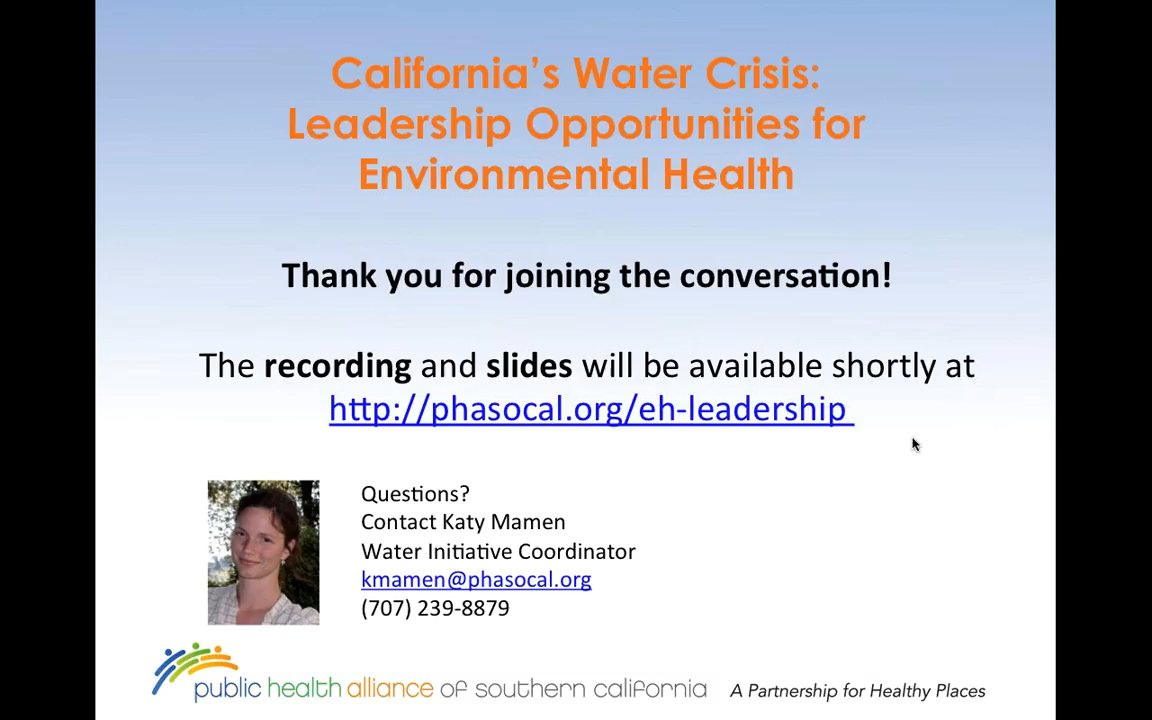 California’s Water Crisis:
Leadership Opportunities for
Environmental Health
Thank you for joining the conversation!
The recording and slides will be available shortly at
http://phasocal.org/eh-leadership
Questions?
Contact Katy Mamen
Water Initiative Coordinator
kmamen@phasocal.org
(707) 239-8879
public health alliance of southern california
A Partnership for Healthy Places